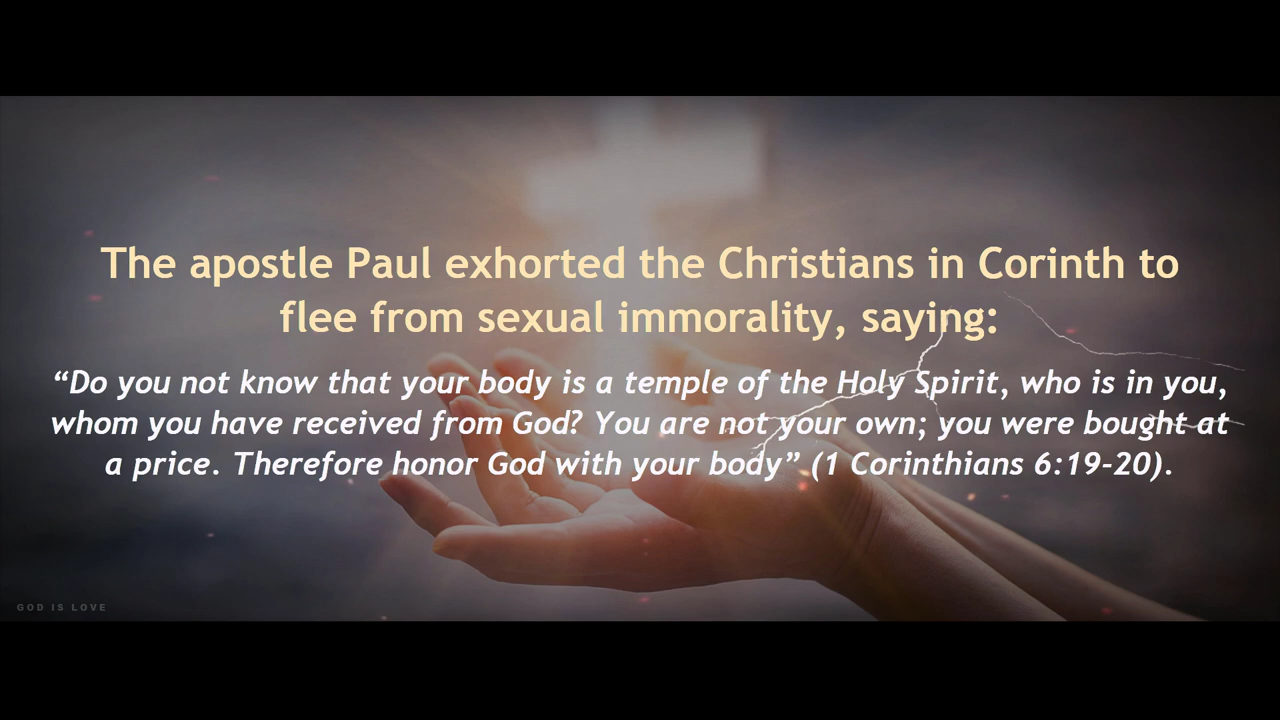 The apostle Paul exhorted the Christians in Corinth to
flee from sexual immorality, saying:
“Do you not know that your body is a temple of the Holy Spirit, who is in you,
whom you have received from God? You are not your own; you were bought at
a price. Therefore honor God with your body” (1 Corinthians 6:19-20).
GOD IS LOVE